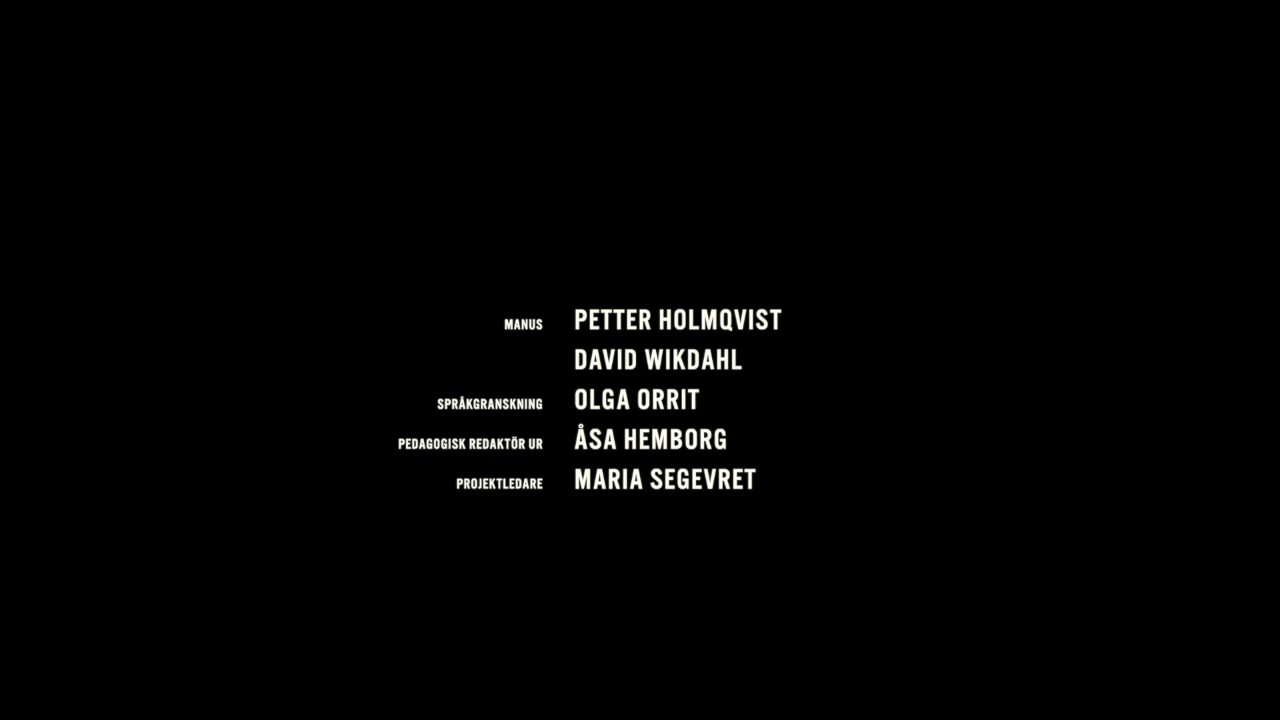 MANUS PETTER HOLMQVIST
DAVID WIKDAHL
SPRÅKGRANSKNING OLGA ORRIT
PEDAGOGISK REDAKTÖR UR ÅSA HEMBORG
PROJEKTLEDARE MARIA SEGEVRET